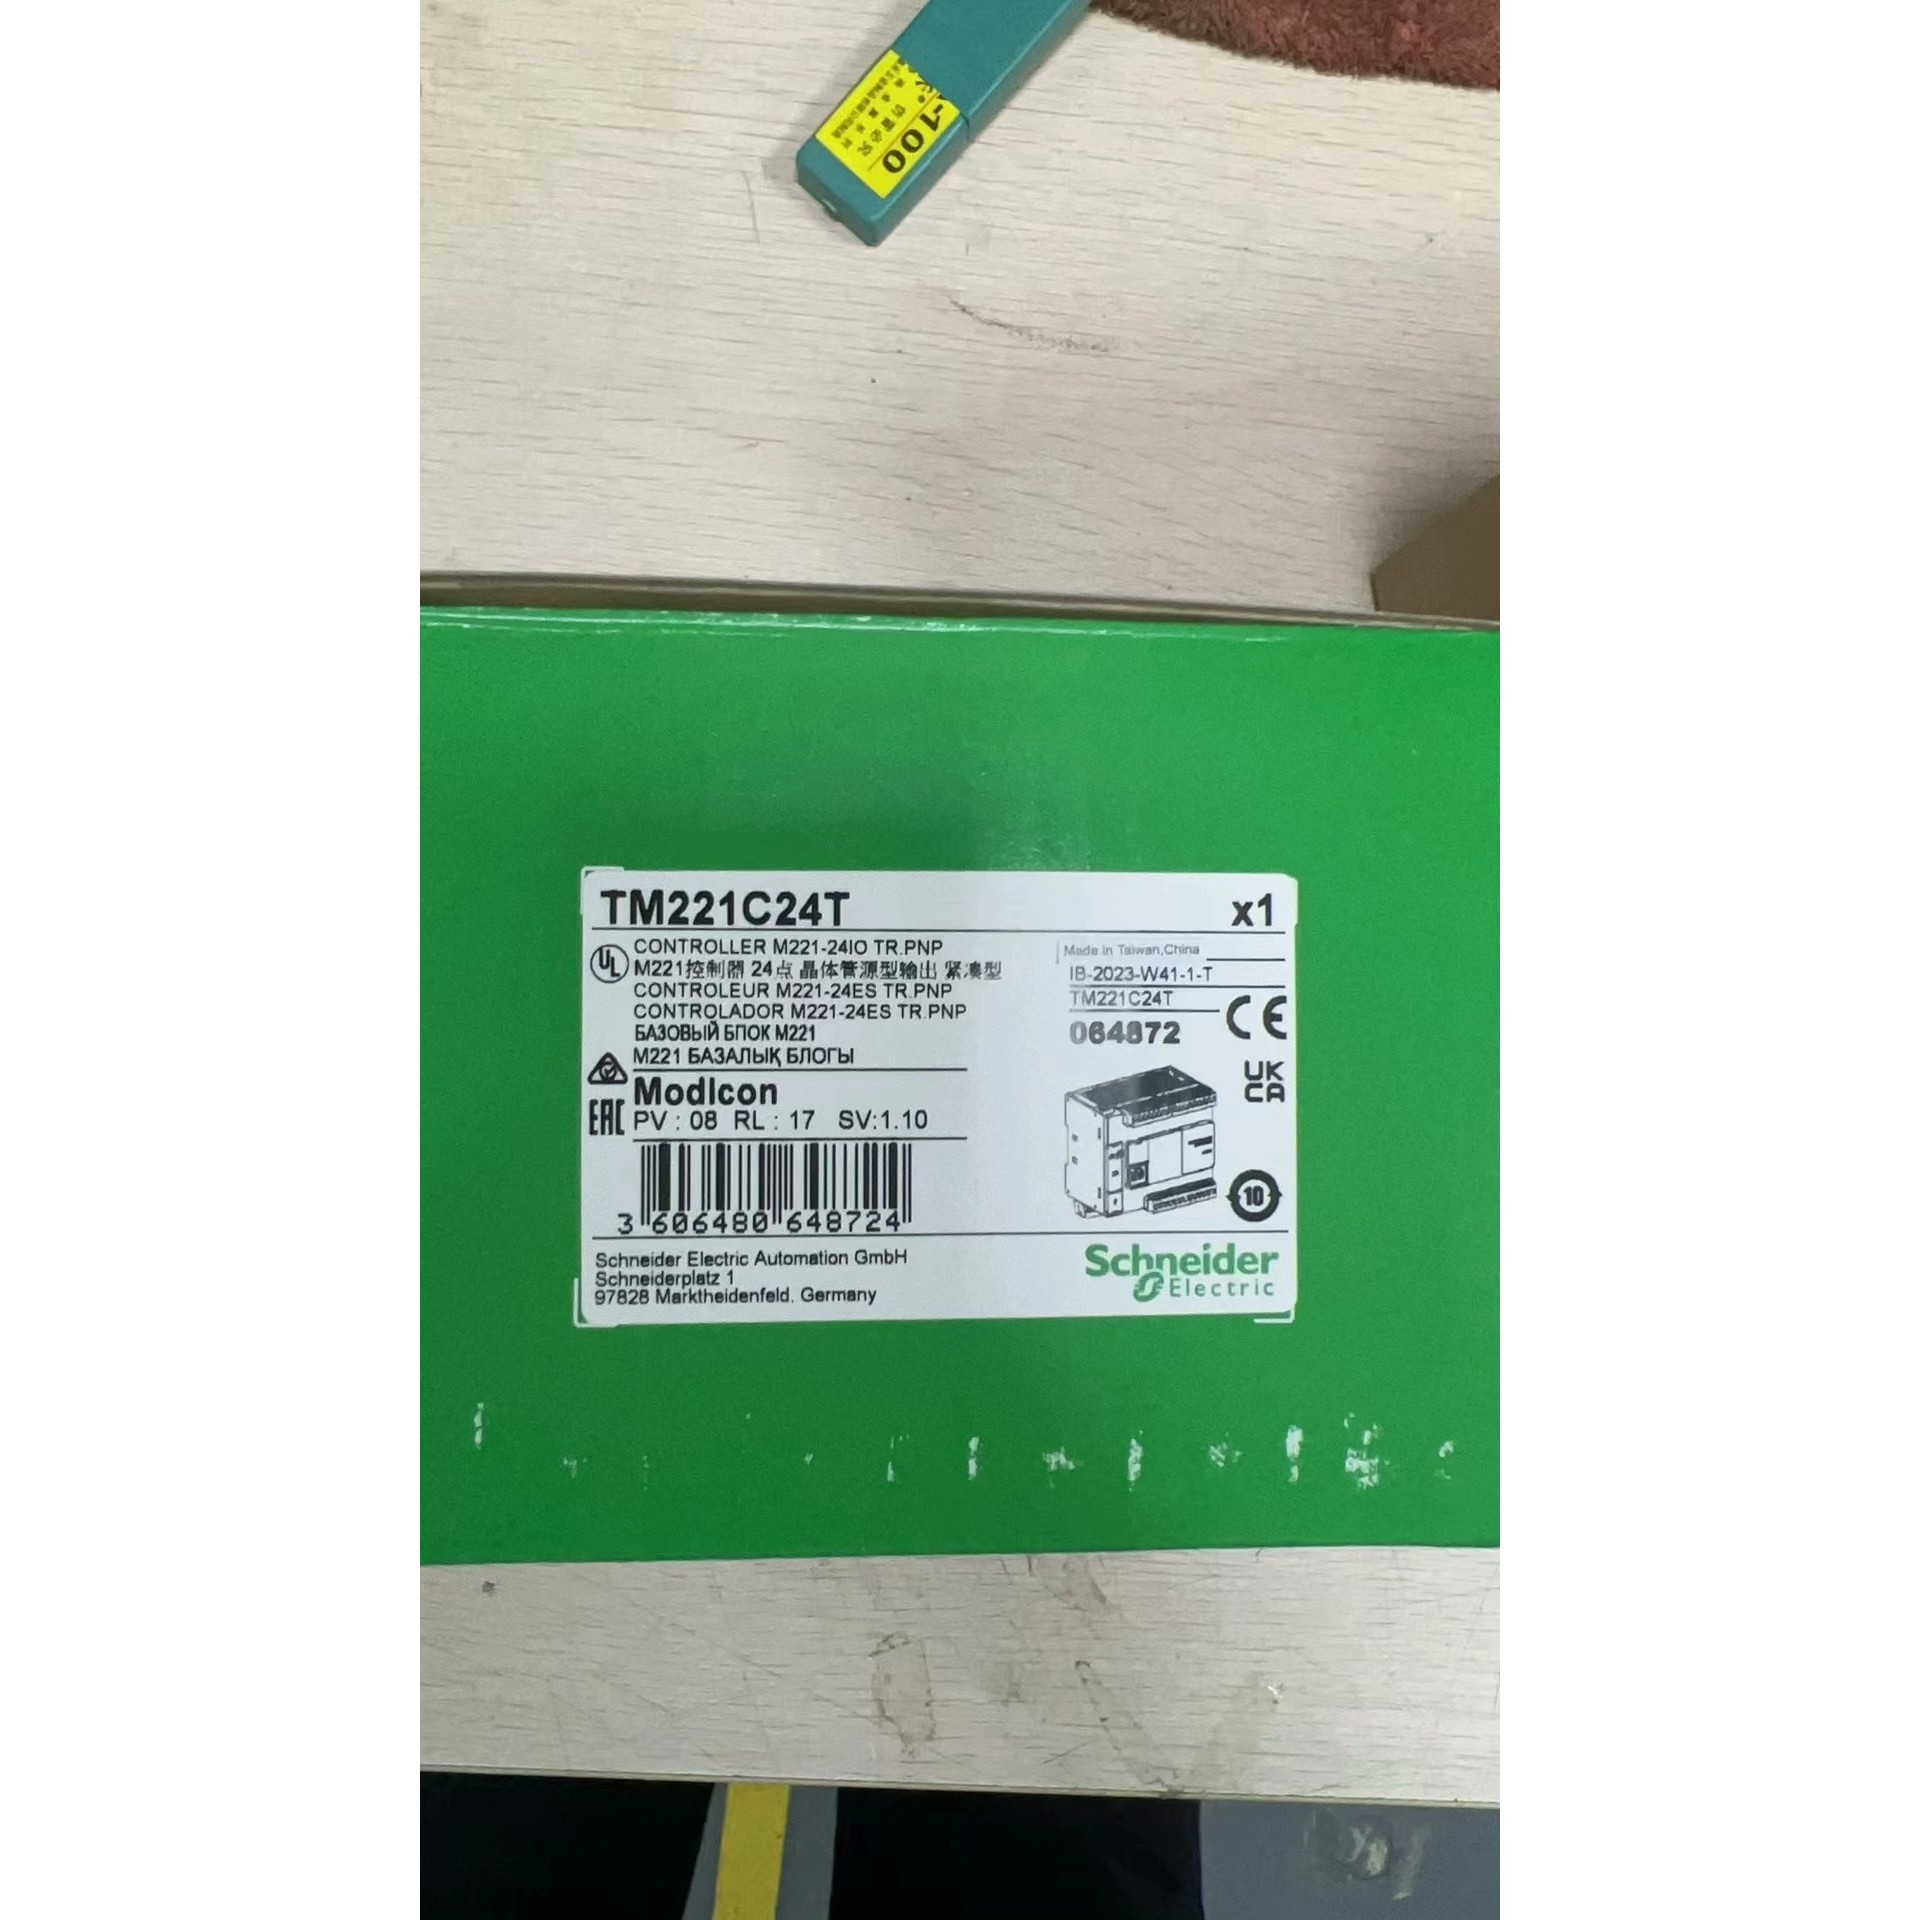 -100
TM221C24T
x1
CONTROLLER M221-24IO TR.PNP
M221控制器 24点 晶体管源型输出 紧凑型
CONTROLEUR M221-24ES TR.PNP
CONTROLADOR M221-24ES TR.PNP
БАЗОВЫЙ БЛОК M221
M221 БАЗАЛЫҚ БЛОГЫ
UL
Made In Taiwan,China
IB-2023-W41-1-T
TM221C24T
064872
CE
UK
CA
EAC
Modicon
PV : 08 RL : 17 SV:1.10
3 606480 648724
10
Schneider Electric Automation GmbH
Schneiderplatz 1
97828 Marktheidenfeld. Germany
Schneider
Electric